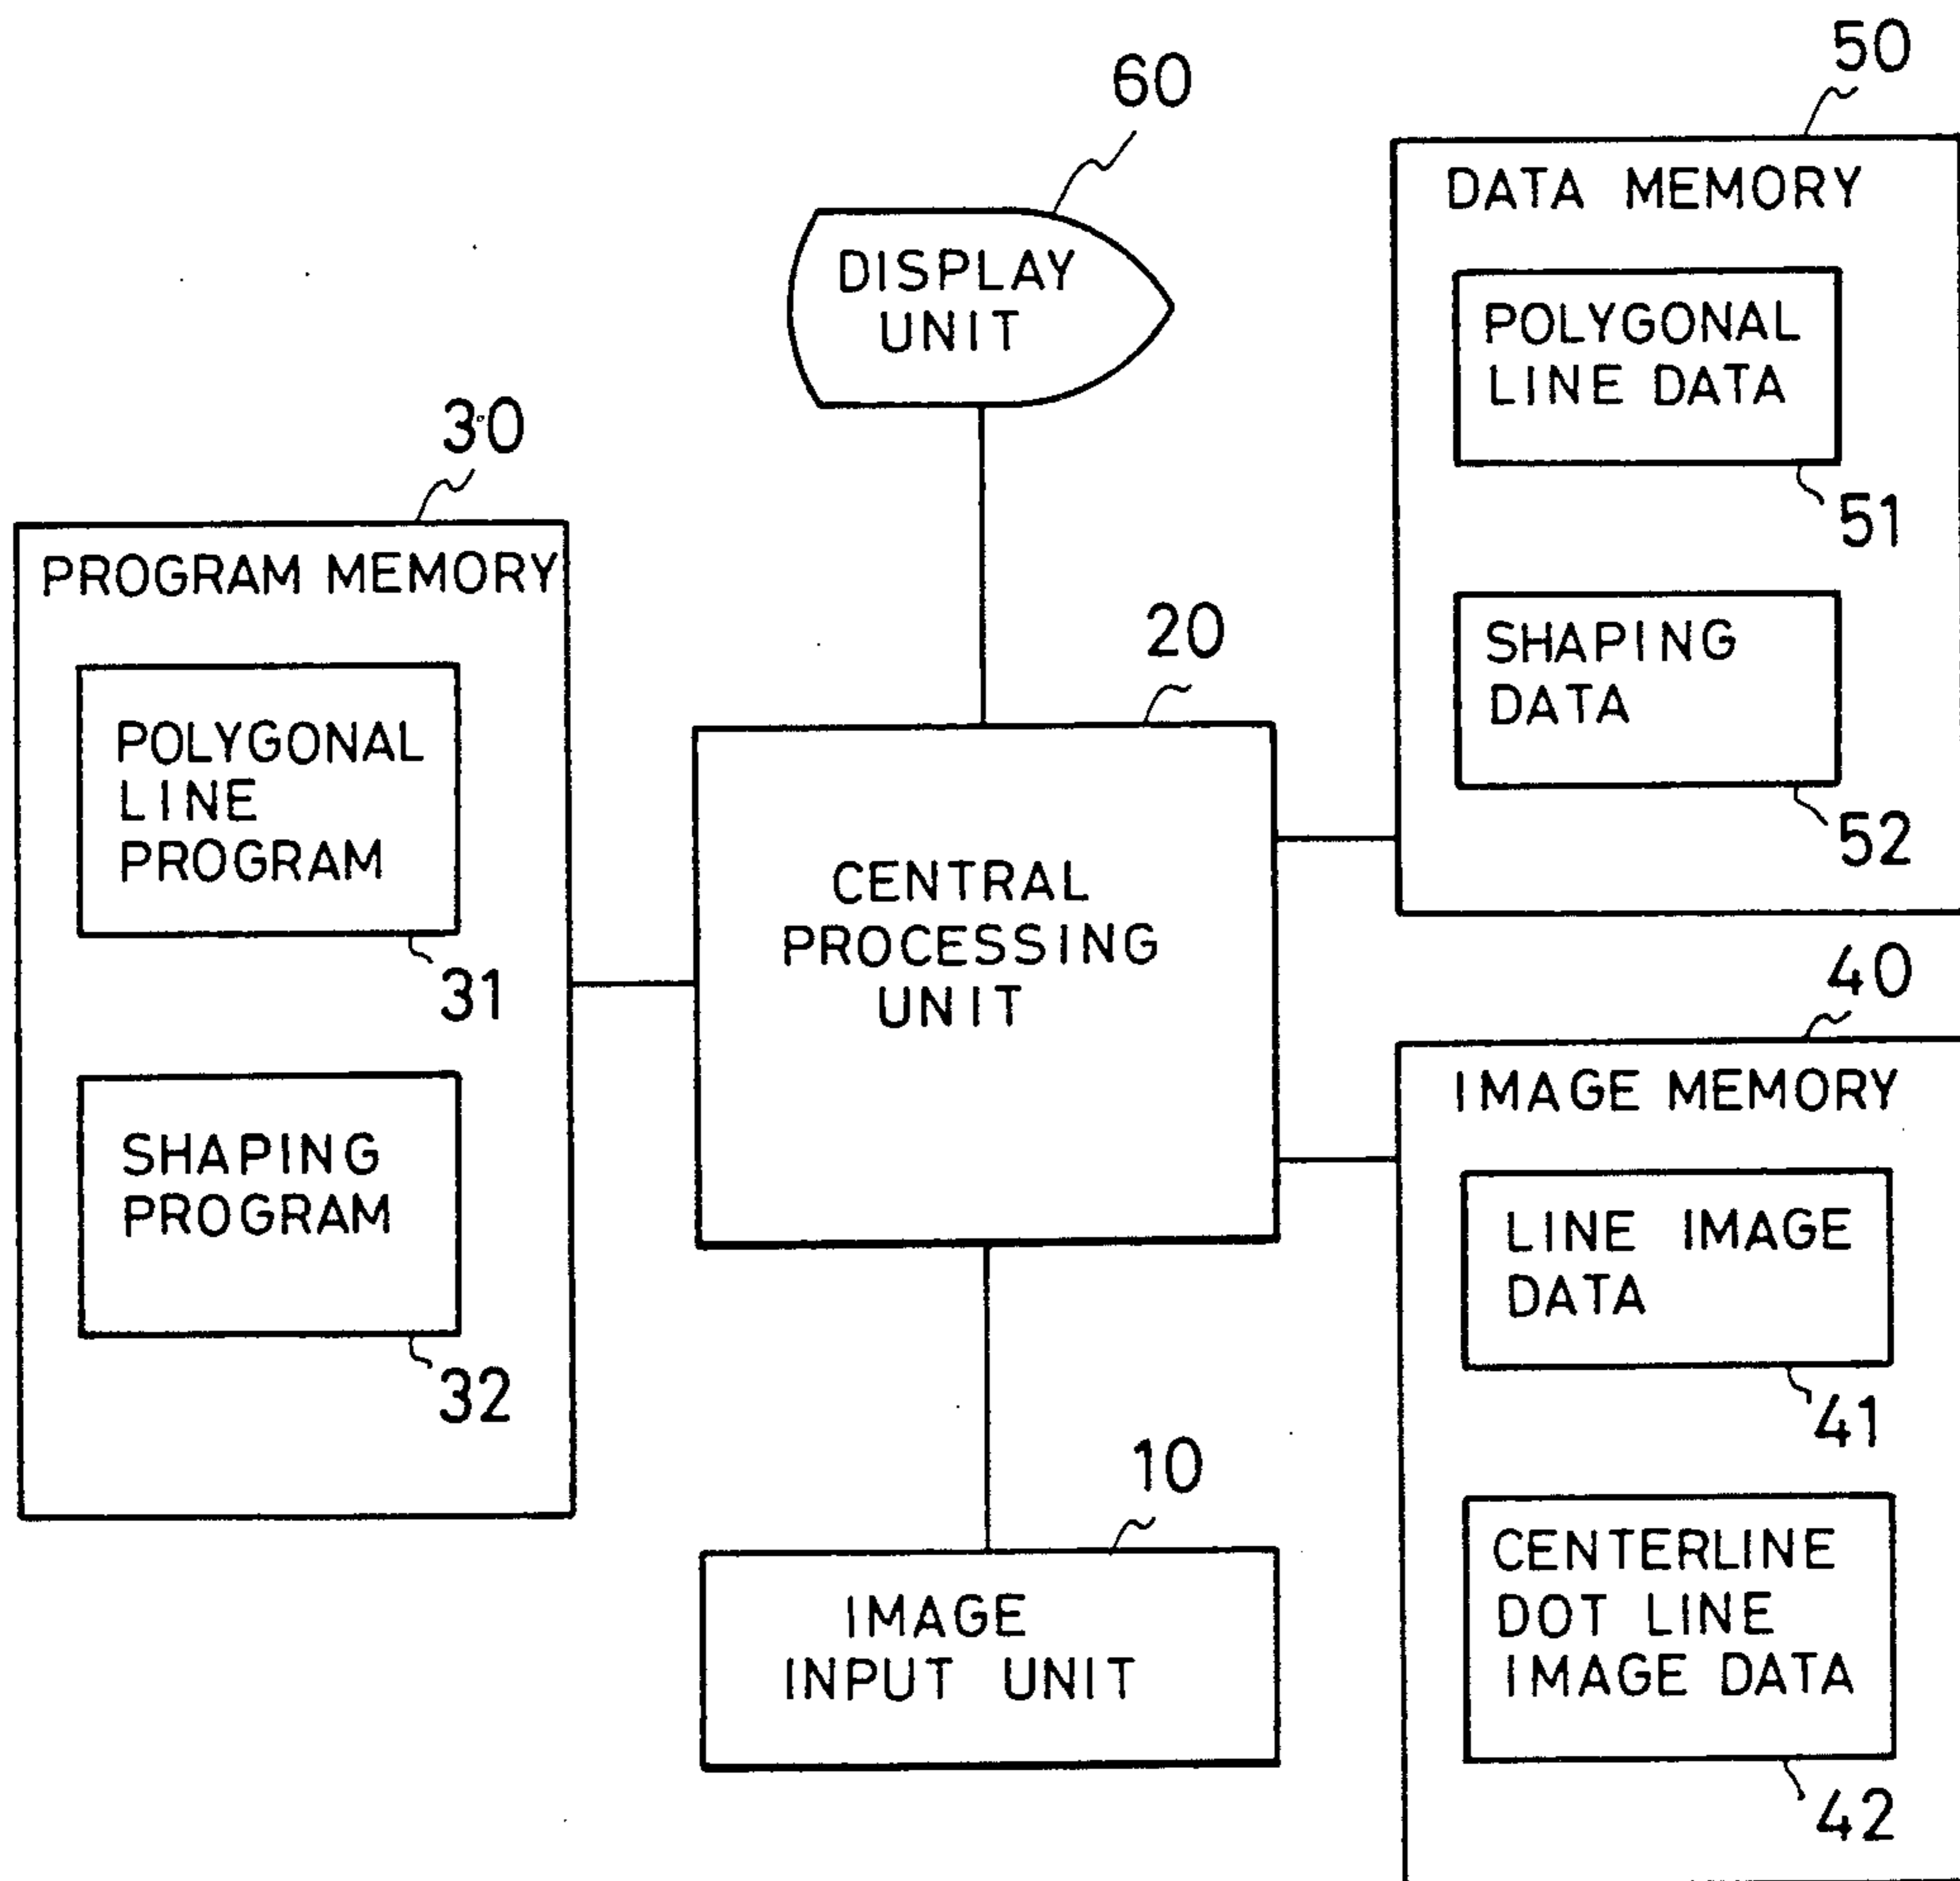 60
DISPLAY
UNIT
50
DATA MEMORY
POLYGONAL
LINE DATA
51
SHAPING
DATA
52
30
PROGRAM MEMORY
POLYGONAL
LINE
PROGRAM
31
SHAPING
PROGRAM
32
20
CENTRAL
PROCESSING
UNIT
40
IMAGE MEMORY
LINE IMAGE
DATA
41
CENTERLINE
DOT LINE
IMAGE DATA
42
10
IMAGE
INPUT UNIT